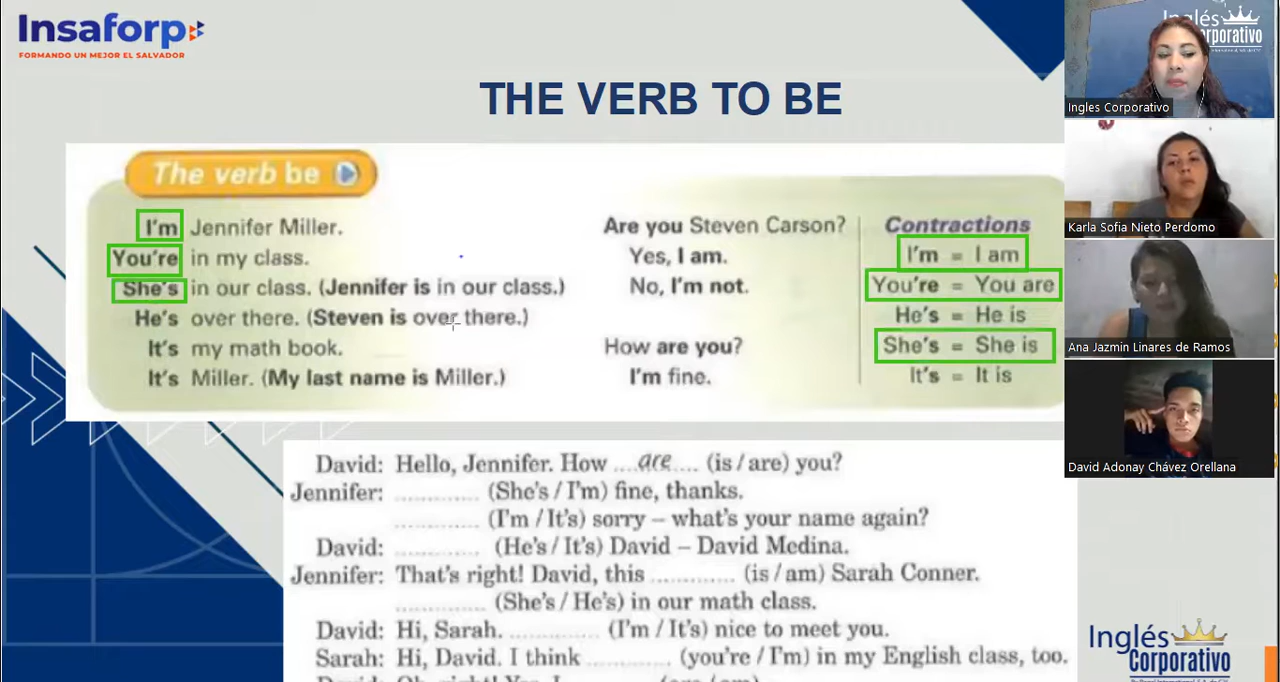 Insaforp
FORMANDO UN MEJOR EL SALVADOR
THE VERB TO BE
The verb be
I'm Jennifer Miller.
You're in my class.
She's in our class. (Jennifer is in our class.)
He's over there. (Steven is over there.)
It's my math book.
It's Miller. (My last name is Miller.)
Are you Steven Carson?
Yes, I am.
No, I'm not.
How are you?
I'm fine.
Contractions
I'm = I am
You're = You are
He's = He is
She's = She is
It's = It is
David: Hello, Jennifer. How ....are.... (is / are) you?
Jennifer: .............. (She's / I'm) fine, thanks.
.............. (I'm / It's) sorry – what's your name again?
David: .............. (He's / It's) David – David Medina.
Jennifer: That's right! David, this .............. (is / am) Sarah Conner.
.............. (She's / He's) in our math class.
David: Hi, Sarah. .............. (I'm / It's) nice to meet you.
Sarah: Hi, David. I think .............. (you're / I'm) in my English class, too.
Inglés
Corporativo
Ingles Corporativo
Karla Sofia Nieto Perdomo
Ana Jazmin Linares de Ramos
David Adonay Chávez Orellana
Inglés
Corporativo